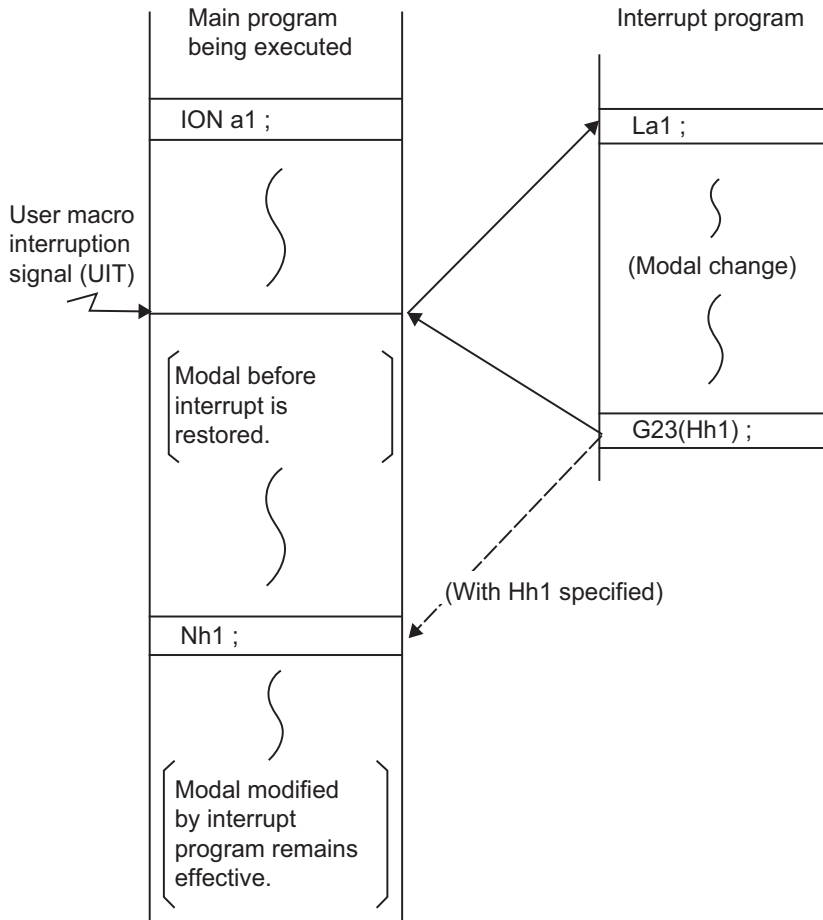 Main program
being executed
Interrupt program
ION a1 ;
La1 ;
User macro
interruption
signal (UIT)
(Modal change)
Modal before
interrupt is
restored.
G23(Hh1) ;
(With Hh1 specified)
Nh1 ;
Modal modified
by interrupt
program remains
effective.